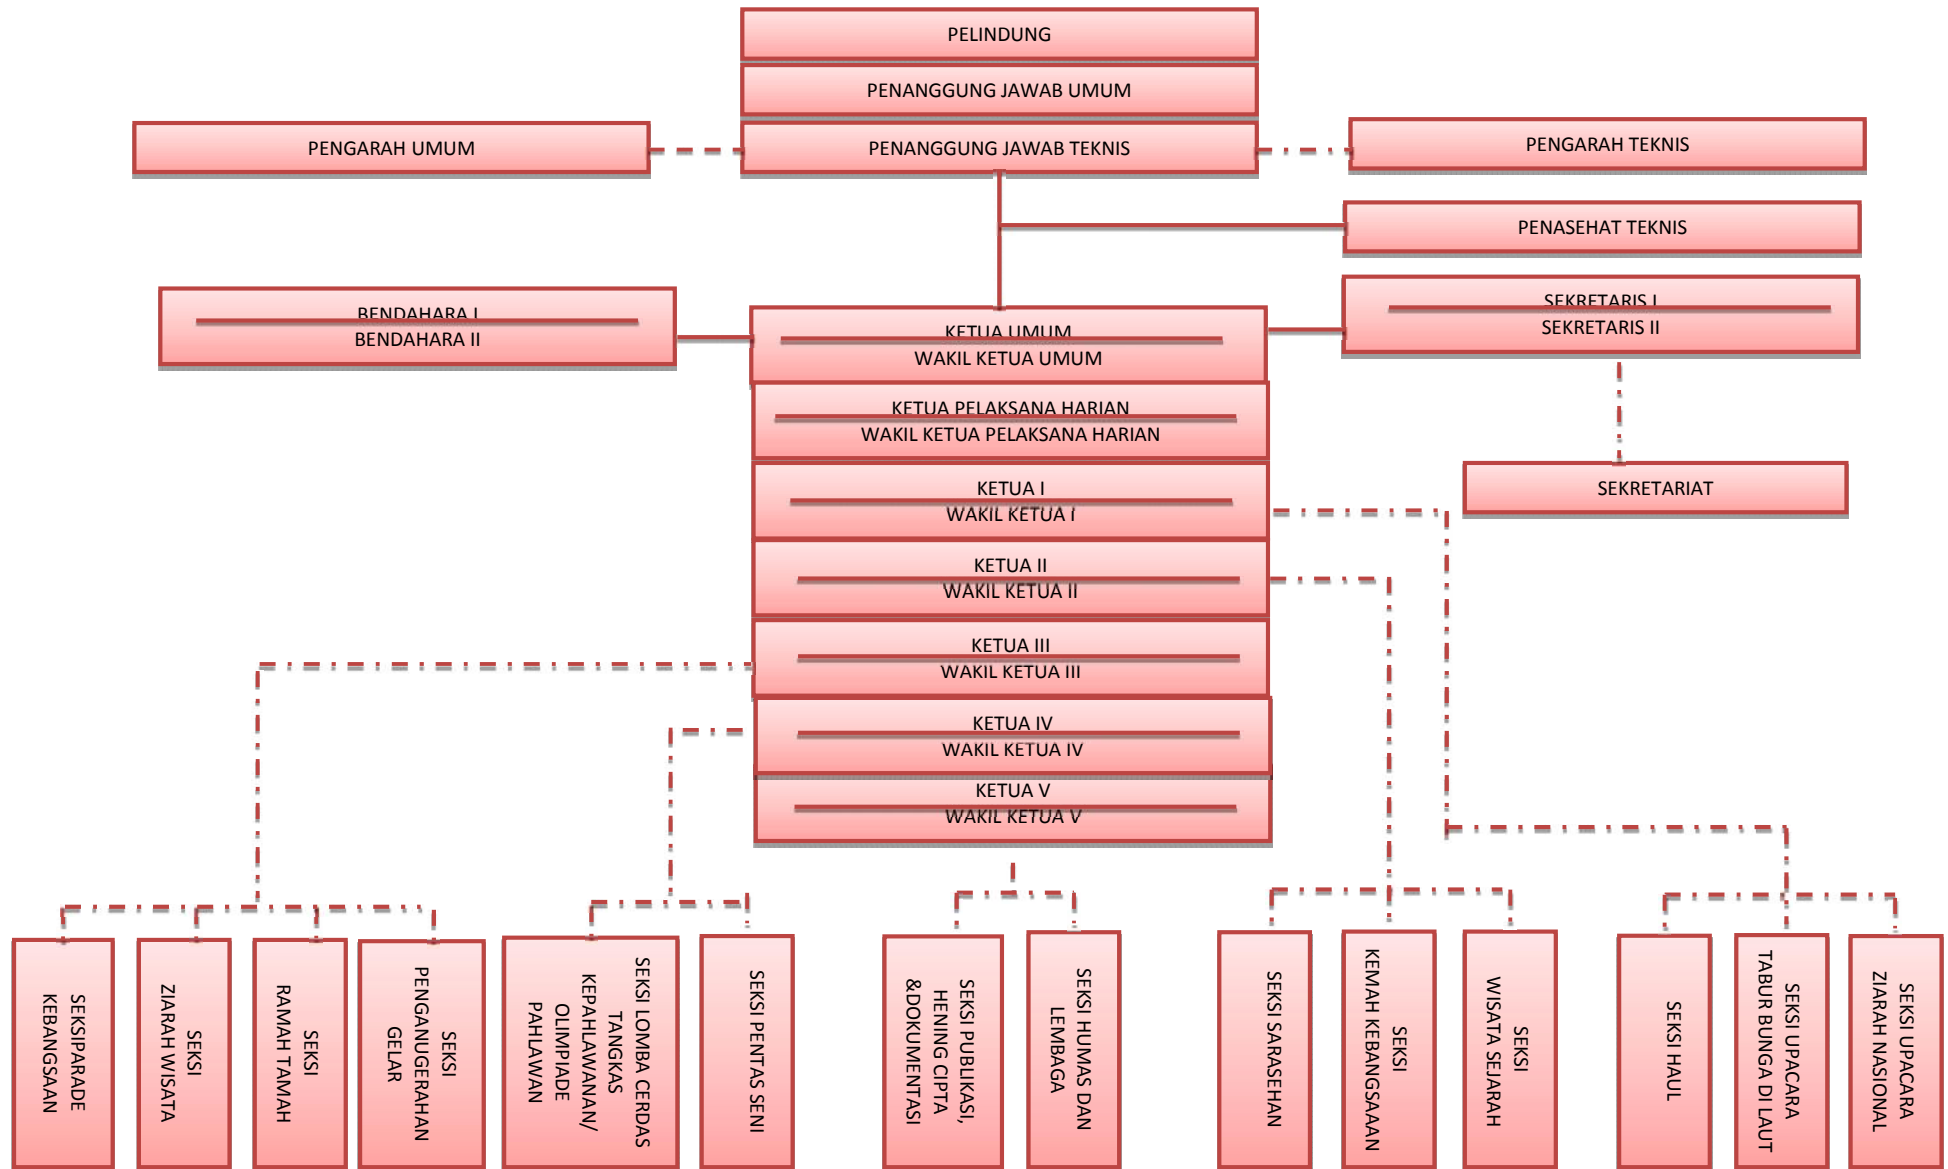 PELINDUNG
PENANGGUNG JAWAB UMUM
PENGARAH UMUM
PENANGGUNG JAWAB TEKNIS
PENGARAH TEKNIS
PENASEHAT TEKNIS
BENDAHARA I
BENDAHARA II
KETUA UMUM
WAKIL KETUA UMUM
SEKRETARIS I
SEKRETARIS II
KETUA PELAKSANA HARIAN
WAKIL KETUA PELAKSANA HARIAN
SEKRETARIAT
KETUA I
WAKIL KETUA I
KETUA II
WAKIL KETUA II
KETUA III
WAKIL KETUA III
KETUA IV
WAKIL KETUA IV
KETUA V
WAKIL KETUA V
SEKSIPARADE
KEBANGSAAN
SEKSI
ZIARAH WISATA
SEKSI
RAMAH TAMAH
SEKSI
PENGANUGERAHAN
GELAR
SEKSI LOMBA CERDAS
TANGKAS
KEPAHLAWANAN/
OLIMPIADE
PAHLAWAN
SEKSI PENTAS SENI
SEKSI PUBLIKASI,
HENING CIPTA
&DOKUMENTASI
SEKSI HUMAS DAN
LEMBAGA
SEKSI SARASEHAN
SEKSI
KEMAH KEBANGSAAN
SEKSI
WISATA SEJARAH
SEKSI HAUL
SEKSI UPACARA
TABUR BUNGA DI LAUT
SEKSI UPACARA
ZIARAH NASIONAL